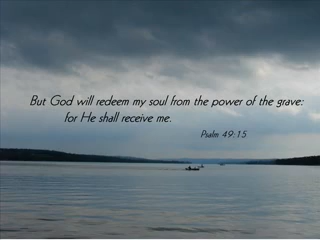 But God will redeem my soul from the power of the grave:
for He shall receive me.
Psalm 49:15